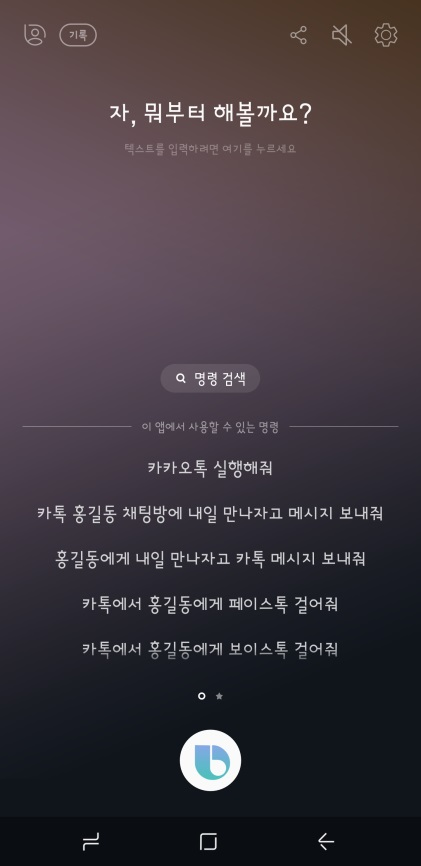 기록
자, 뭐부터 해볼까요?
텍스트를 입력하려면 여기를 누르세요
명령 검색
이 앱에서 사용할 수 있는 명령
카카오톡 실행해줘
카톡 홍길동 채팅방에 내일 만나자고 메시지 보내줘
홍길동에게 내일 만나자고 카톡 메시지 보내줘
카톡에서 홍길동에게 페이스톡 걸어줘
카톡에서 홍길동에게 보이스톡 걸어줘